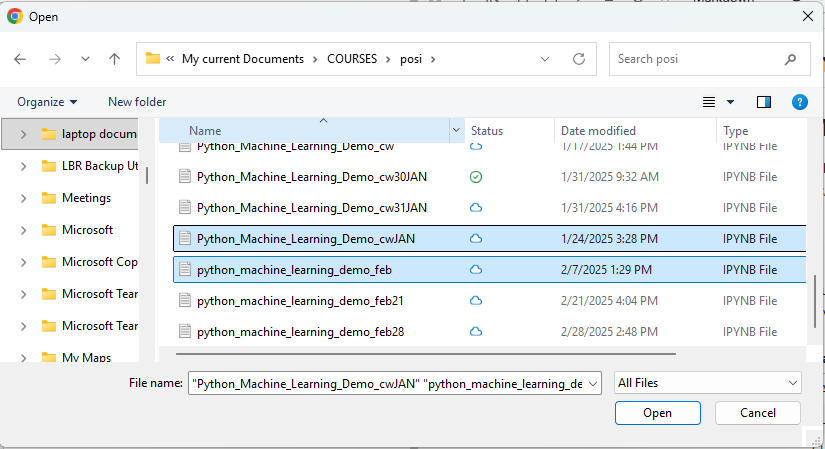 Open
« My current Documents > COURSES > posi >
Search posi
Organize New folder
Name Status Date modified Type
laptop docum
LBR Backup Ut
Meetings
Microsoft
Microsoft Cop
Microsoft Tean
Microsoft Tean
My Maps
Python_Machine_Learning_Demo_cw 1/17/2025 1:44 PM IPYNB File
Python_Machine_Learning_Demo_cw30JAN 1/31/2025 9:32 AM IPYNB File
Python_Machine_Learning_Demo_cw31JAN 1/31/2025 4:16 PM IPYNB File
Python_Machine_Learning_Demo_cwJAN 1/24/2025 3:28 PM IPYNB File
python_machine_learning_demo_feb 2/7/2025 1:29 PM IPYNB File
python_machine_learning_demo_feb21 2/21/2025 4:04 PM IPYNB File
python_machine_learning_demo_feb28 2/28/2025 2:48 PM IPYNB File
File name: "Python_Machine_Learning_Demo_cwJAN" "python_machine_learning_de All Files
Open Cancel